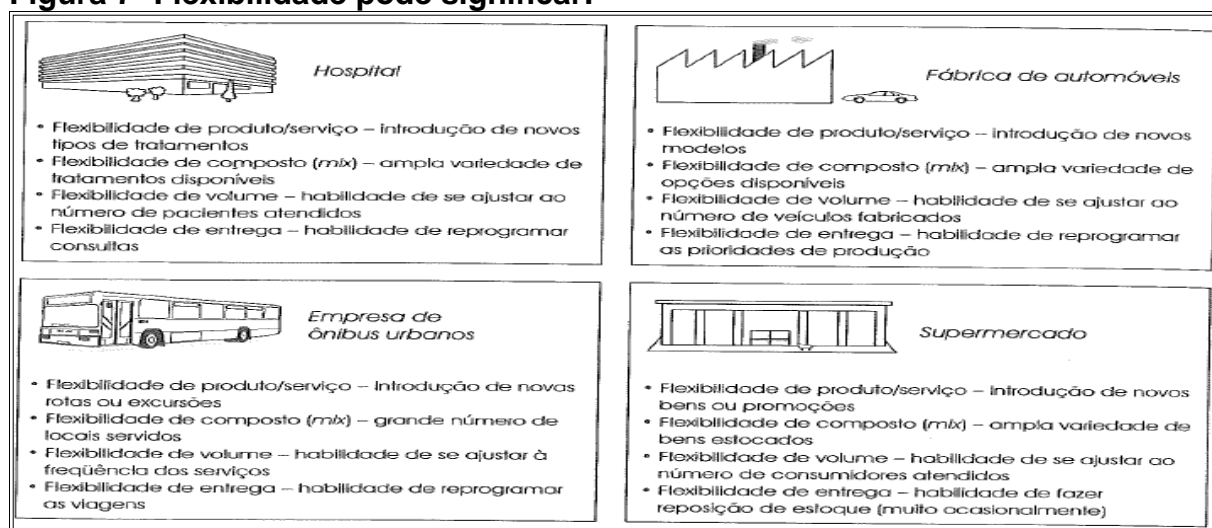 Figura 7- Flexibilidade pode significar:
Hospital
• Flexibilidade de produto/serviço – introdução de novos
tipos de tratamentos
• Flexibilidade de composto (mix) – ampla variedade de
tratamentos disponíveis
• Flexibilidade de volume – habilidade de se ajustar ao
número de pacientes atendidos
• Flexibilidade de entrega – habilidade de reprogramar
consultas
Fábrica de automóveis
• Flexibilidade de produto/serviço – introdução de novos
modelos
• Flexibilidade de composto (mix) – ampla variedade de
opções disponíveis
• Flexibilidade de volume – habilidade de se ajustar ao
número de veículos fabricados
• Flexibilidade de entrega – habilidade de reprogramar
as prioridades de produção
Empresa de
ônibus urbanos
• Flexibilidade de produto/serviço – introdução de novas
rotas ou excursões
• Flexibilidade de composto (mix) – grande número de
locais servidos
• Flexibilidade de volume – habilidade de se ajustar à
freqüência dos serviços
• Flexibilidade de entrega – habilidade de reprogramar
as viagens
Supermercado
• Flexibilidade de produto/serviço – introdução de novos
bens ou promoções
• Flexibilidade de composto (mix) – ampla variedade de
bens estocados
• Flexibilidade de volume – habilidade de se ajustar ao
número de consumidores atendidos
• Flexibilidade de entrega – habilidade de fazer
reposição de estoque (muito ocasionalmente)